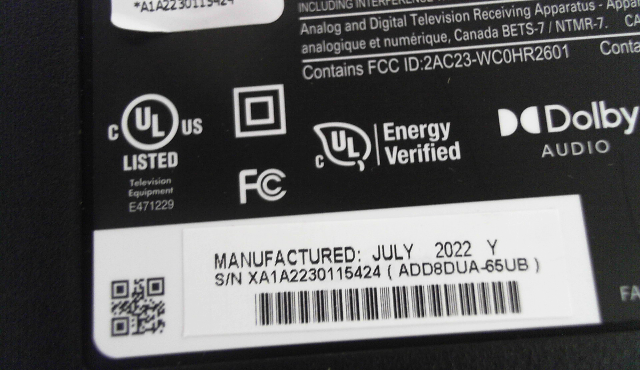 *A1A2230115424
INCLUDING INTERFERENCE
Analog and Digital Television Receiving Apparatus - Appa
analogique et numérique, Canada BETS-7 / NTMR-7. CAN
Contains FCC ID:2AC23-WC0HR2601 Conta
C UL US
LISTED
Television
Equipment
E471229
FC
C UL Energy
Verified
Dolby
AUDIO
MANUFACTURED: JULY 2022 Y
S/N XA1A2230115424 ( ADD8DUA-65UB )
FA